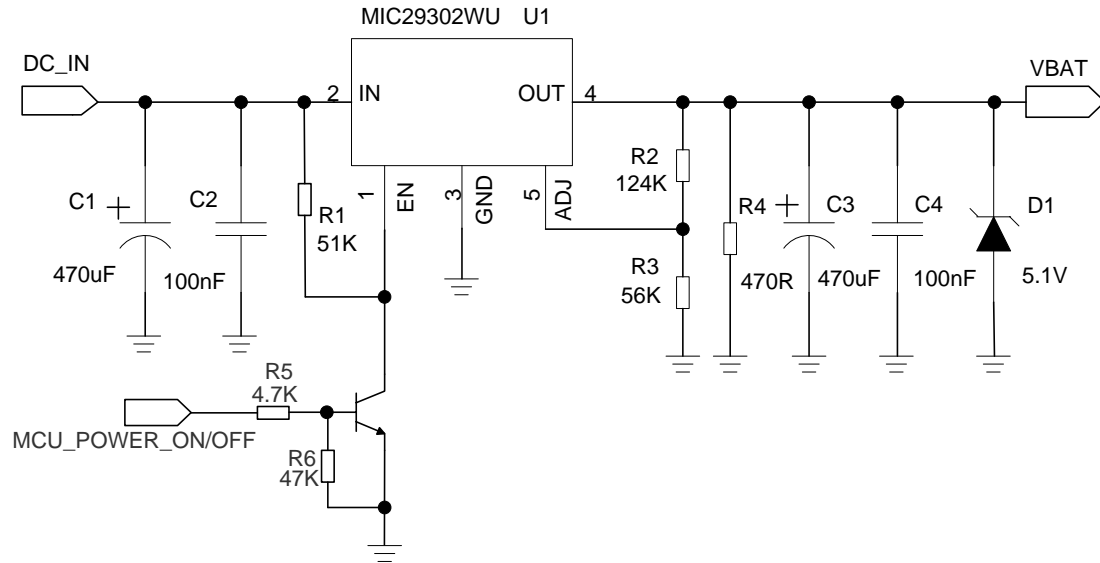 MIC29302WU U1
DC_IN
VBAT
2
IN
OUT
4
1
EN
3
GND
5
ADJ
C1
+
470uF
C2
100nF
R1
51K
R2
124K
R3
56K
R4
470R
+
C3
470uF
C4
100nF
D1
5.1V
R5
4.7K
MCU_POWER_ON/OFF
R6
47K